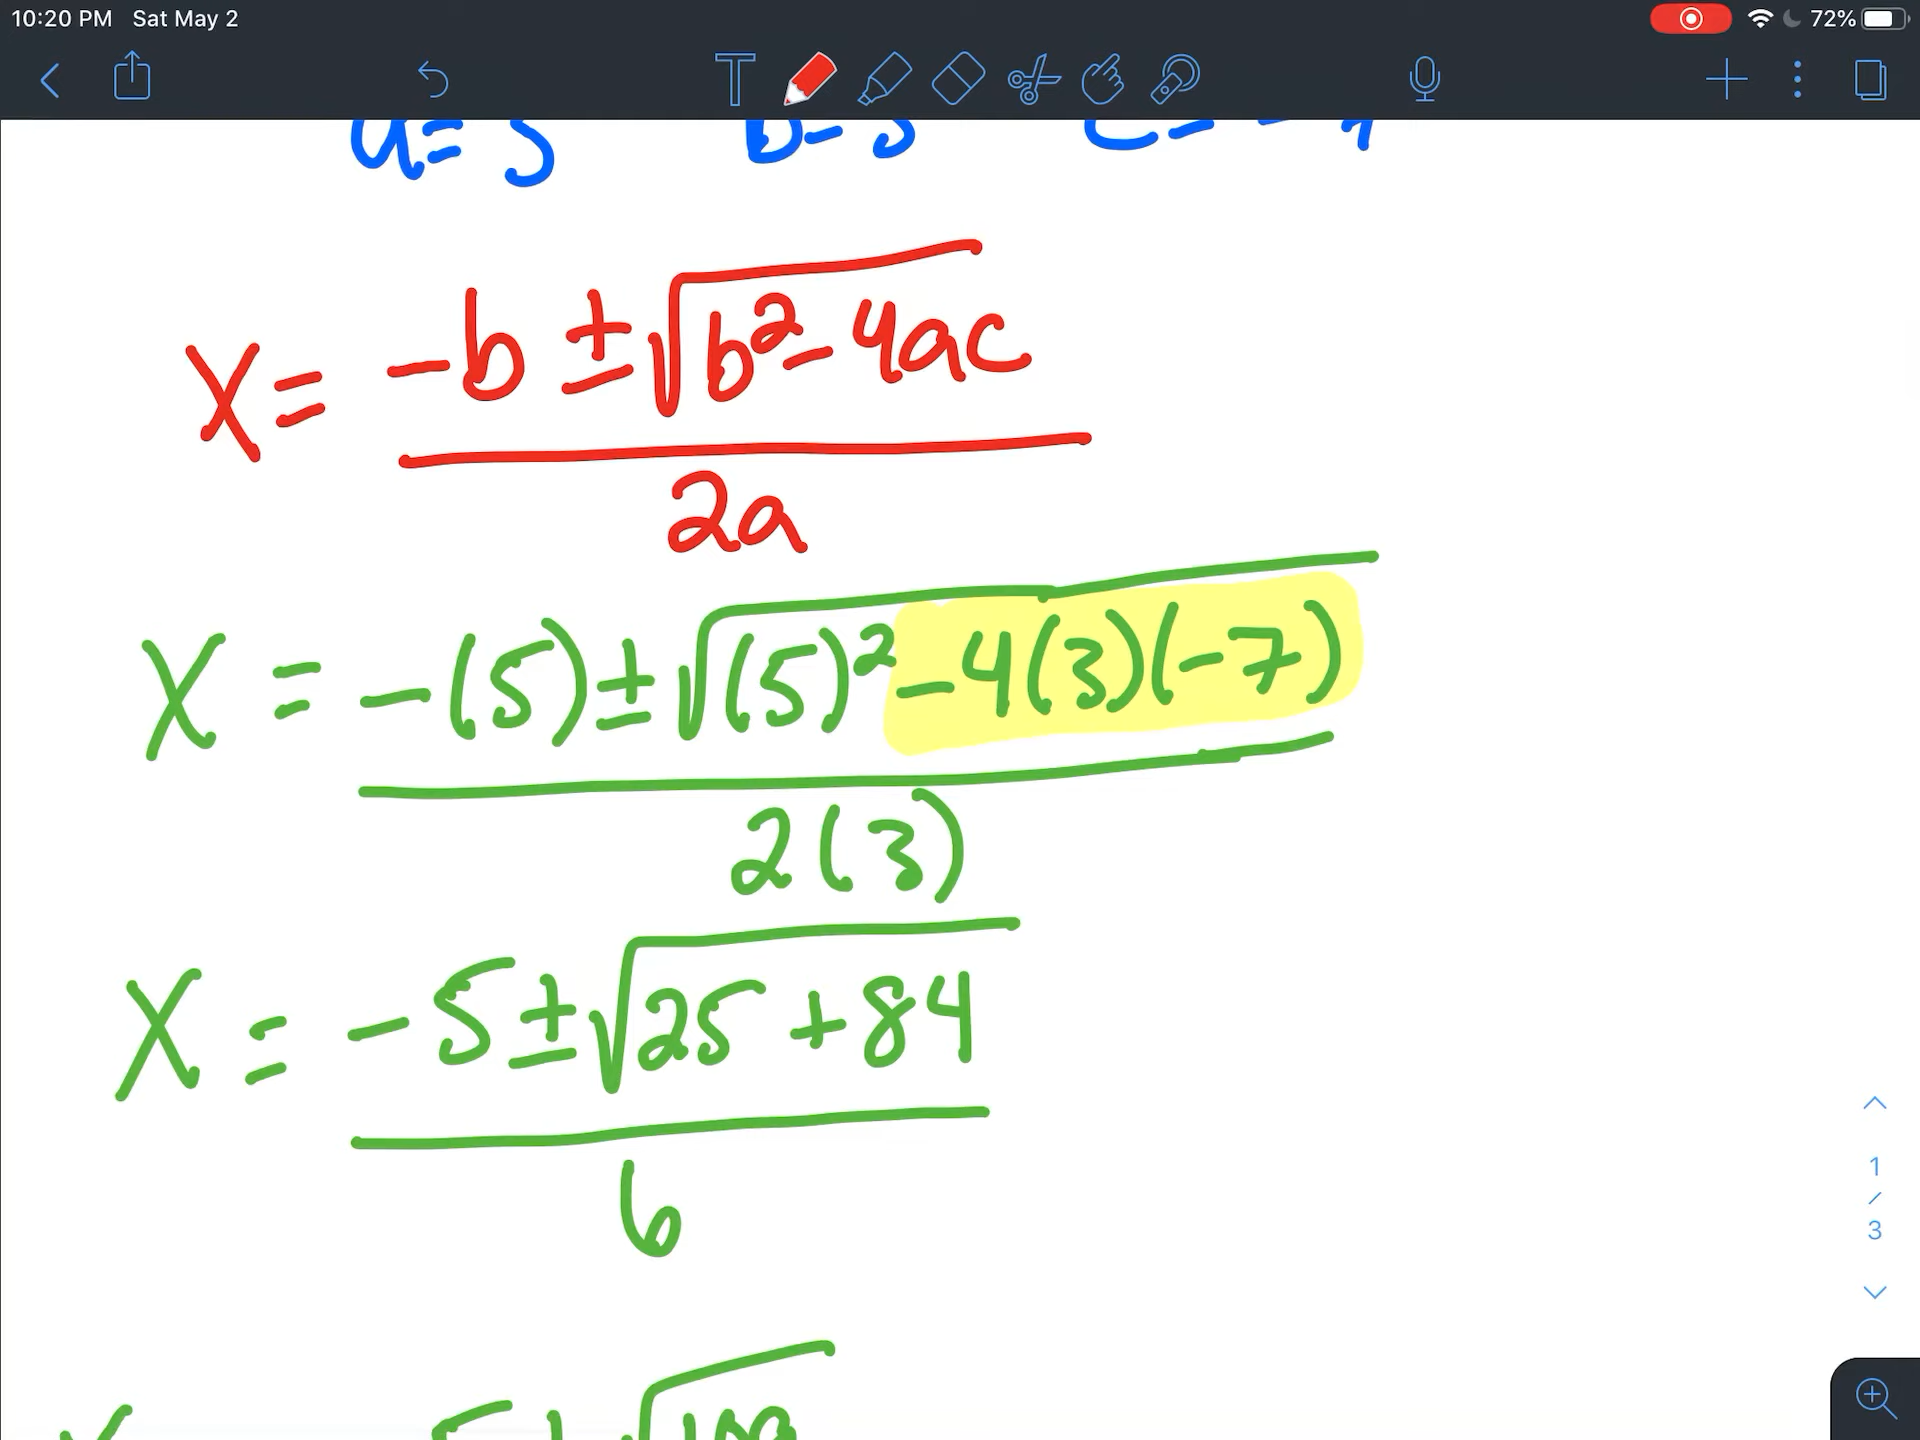 10:20 PM Sat May 2 72%
X = -b ± √b² - 4ac
2a
X = -(5) ± √(5)² - 4(3)(-7)
2(3)
X = -5 ± √25 + 84
6
1
/
3